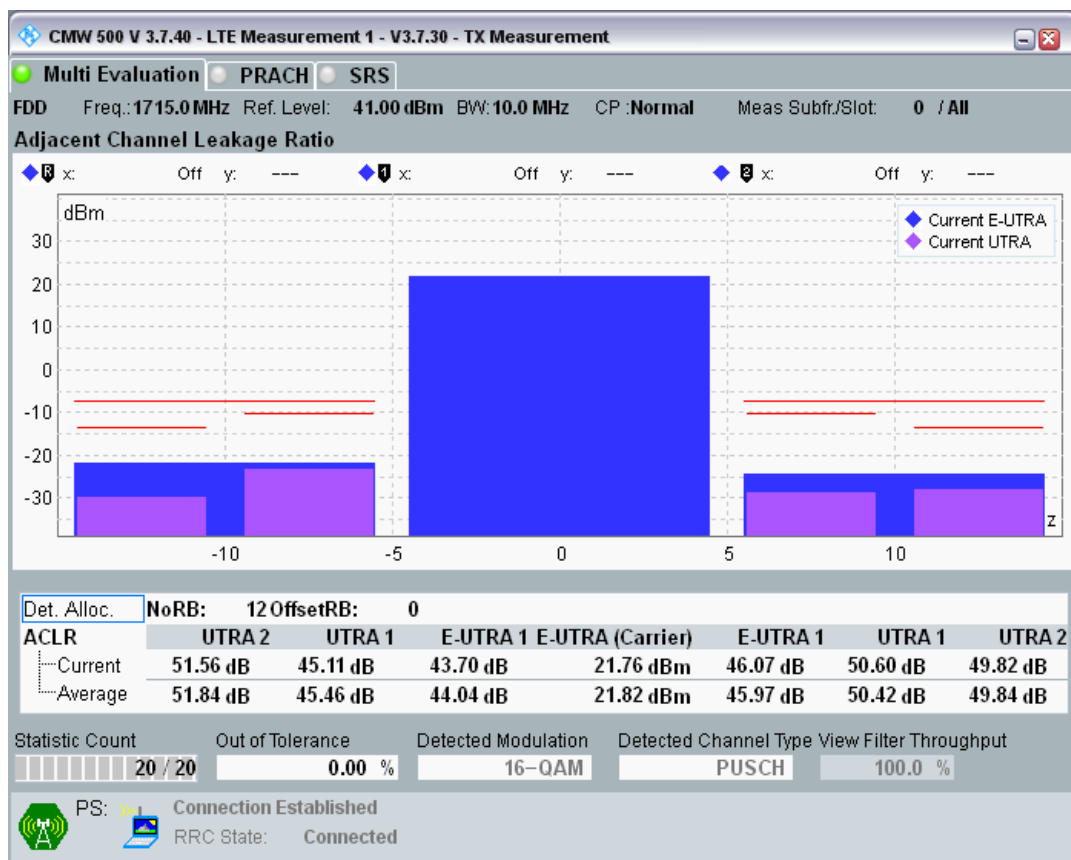 CMW 500 V 3.7.40 - LTE Measurement 1 - V3.7.30 - TX Measurement
Multi Evaluation PRACH SRS
FDD Freq.:1715.0 MHz Ref. Level: 41.00 dBm BW:10.0 MHz CP :Normal Meas Subfr./Slot: 0 / All
Adjacent Channel Leakage Ratio
R x: Off y: --- 1 x: Off y: --- 2 x: Off y: ---
dBm
Current E-UTRA
Current UTRA
30
20
10
0
-10
-20
-30
z
-10 -5 0 5 10
Det. Alloc. NoRB: 12 OffsetRB: 0
ACLR UTRA 2 UTRA 1 E-UTRA 1 E-UTRA (Carrier) E-UTRA 1 UTRA 1 UTRA 2
Current 51.56 dB 45.11 dB 43.70 dB 21.76 dBm 46.07 dB 50.60 dB 49.82 dB
Average 51.84 dB 45.46 dB 44.04 dB 21.82 dBm 45.97 dB 50.42 dB 49.84 dB
Statistic Count Out of Tolerance Detected Modulation Detected Channel Type View Filter Throughput
20 / 20 0.00 % 16-QAM PUSCH 100.0 %
PS: Connection Established
RRC State: Connected